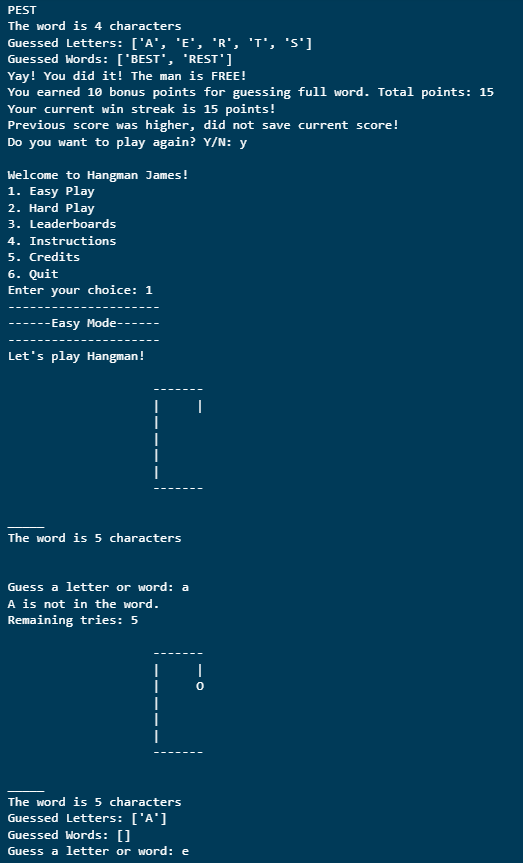 PEST
The word is 4 characters
Guessed Letters: ['A', 'E', 'R', 'T', 'S']
Guessed Words: ['BEST', 'REST']
Yay! You did it! The man is FREE!
You earned 10 bonus points for guessing full word. Total points: 15
Your current win streak is 15 points!
Previous score was higher, did not save current score!
Do you want to play again? Y/N: y
Welcome to Hangman James!
1. Easy Play
2. Hard Play
3. Leaderboards
4. Instructions
5. Credits
6. Quit
Enter your choice: 1
---------------------
------Easy Mode------
---------------------
Let's play Hangman!
-------
|     |
|
|
|
|
-------
_____
The word is 5 characters
Guess a letter or word: a
A is not in the word.
Remaining tries: 5
-------
|     |
|     O
|
|
|
-------
_____
The word is 5 characters
Guessed Letters: ['A']
Guessed Words: []
Guess a letter or word: e